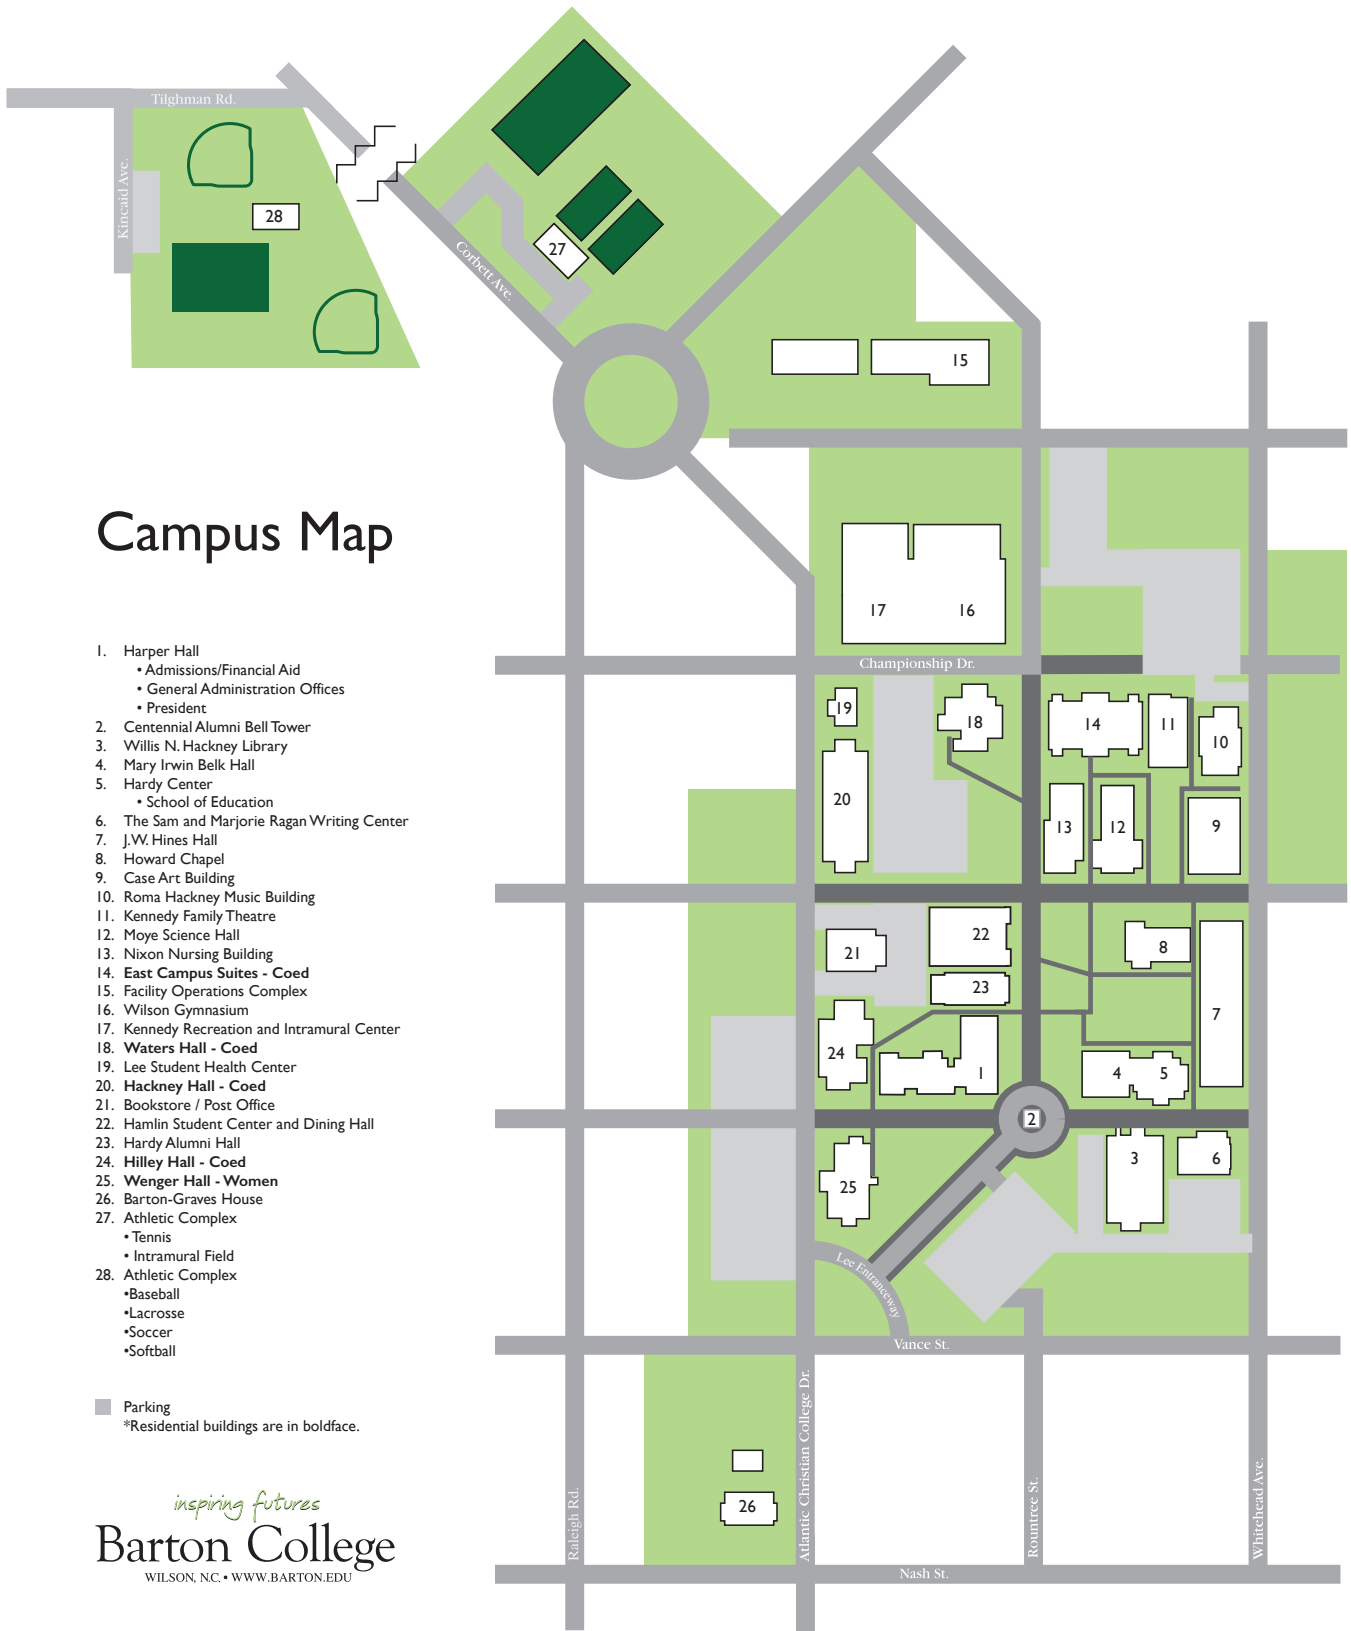 Tilghman Rd.
Kincaid Ave.
28
27
Corbett Ave.
15
Campus Map
17
16
Championship Dr.
19
18
14
11
10
20
13
12
9
21
22
8
23
7
24
1
4
5
2
25
3
6
Lee Entranceway
Vance St.
26
Raleigh Rd.
Atlantic Christian College Dr.
Rountree St.
Whitehead Ave.
Nash St.
1. Harper Hall
• Admissions/Financial Aid
• General Administration Offices
• President
2. Centennial Alumni Bell Tower
3. Willis N. Hackney Library
4. Mary Irwin Belk Hall
5. Hardy Center
• School of Education
6. The Sam and Marjorie Ragan Writing Center
7. J.W. Hines Hall
8. Howard Chapel
9. Case Art Building
10. Roma Hackney Music Building
11. Kennedy Family Theatre
12. Moye Science Hall
13. Nixon Nursing Building
14. East Campus Suites - Coed
15. Facility Operations Complex
16. Wilson Gymnasium
17. Kennedy Recreation and Intramural Center
18. Waters Hall - Coed
19. Lee Student Health Center
20. Hackney Hall - Coed
21. Bookstore / Post Office
22. Hamlin Student Center and Dining Hall
23. Hardy Alumni Hall
24. Hilley Hall - Coed
25. Wenger Hall - Women
26. Barton-Graves House
27. Athletic Complex
• Tennis
• Intramural Field
28. Athletic Complex
•Baseball
•Lacrosse
•Soccer
•Softball
Parking
*Residential buildings are in boldface.
inspiring futures
Barton College
WILSON, N.C. • WWW.BARTON.EDU